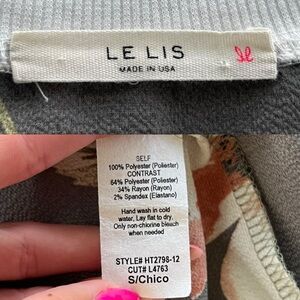 LE LIS
MADE IN USA
SELF
100% Polyester (Poliester)
CONTRAST
64% Polyester (Poliester)
34% Rayon (Rayon)
2% Spandex (Elastano)
Hand wash in cold
water, Lay flat to dry.
Only non-chlorine bleach
when needed
STYLE# HT2798-12
CUT# L4763
S/Chico